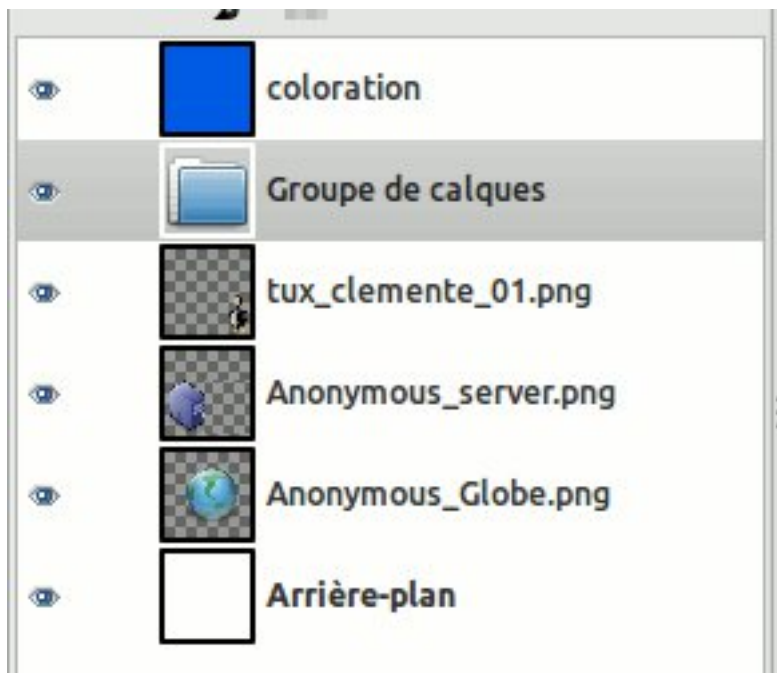 coloration
Groupe de calques
tux_clemente_01.png
Anonymous_server.png
Anonymous_Globe.png
Arrière-plan